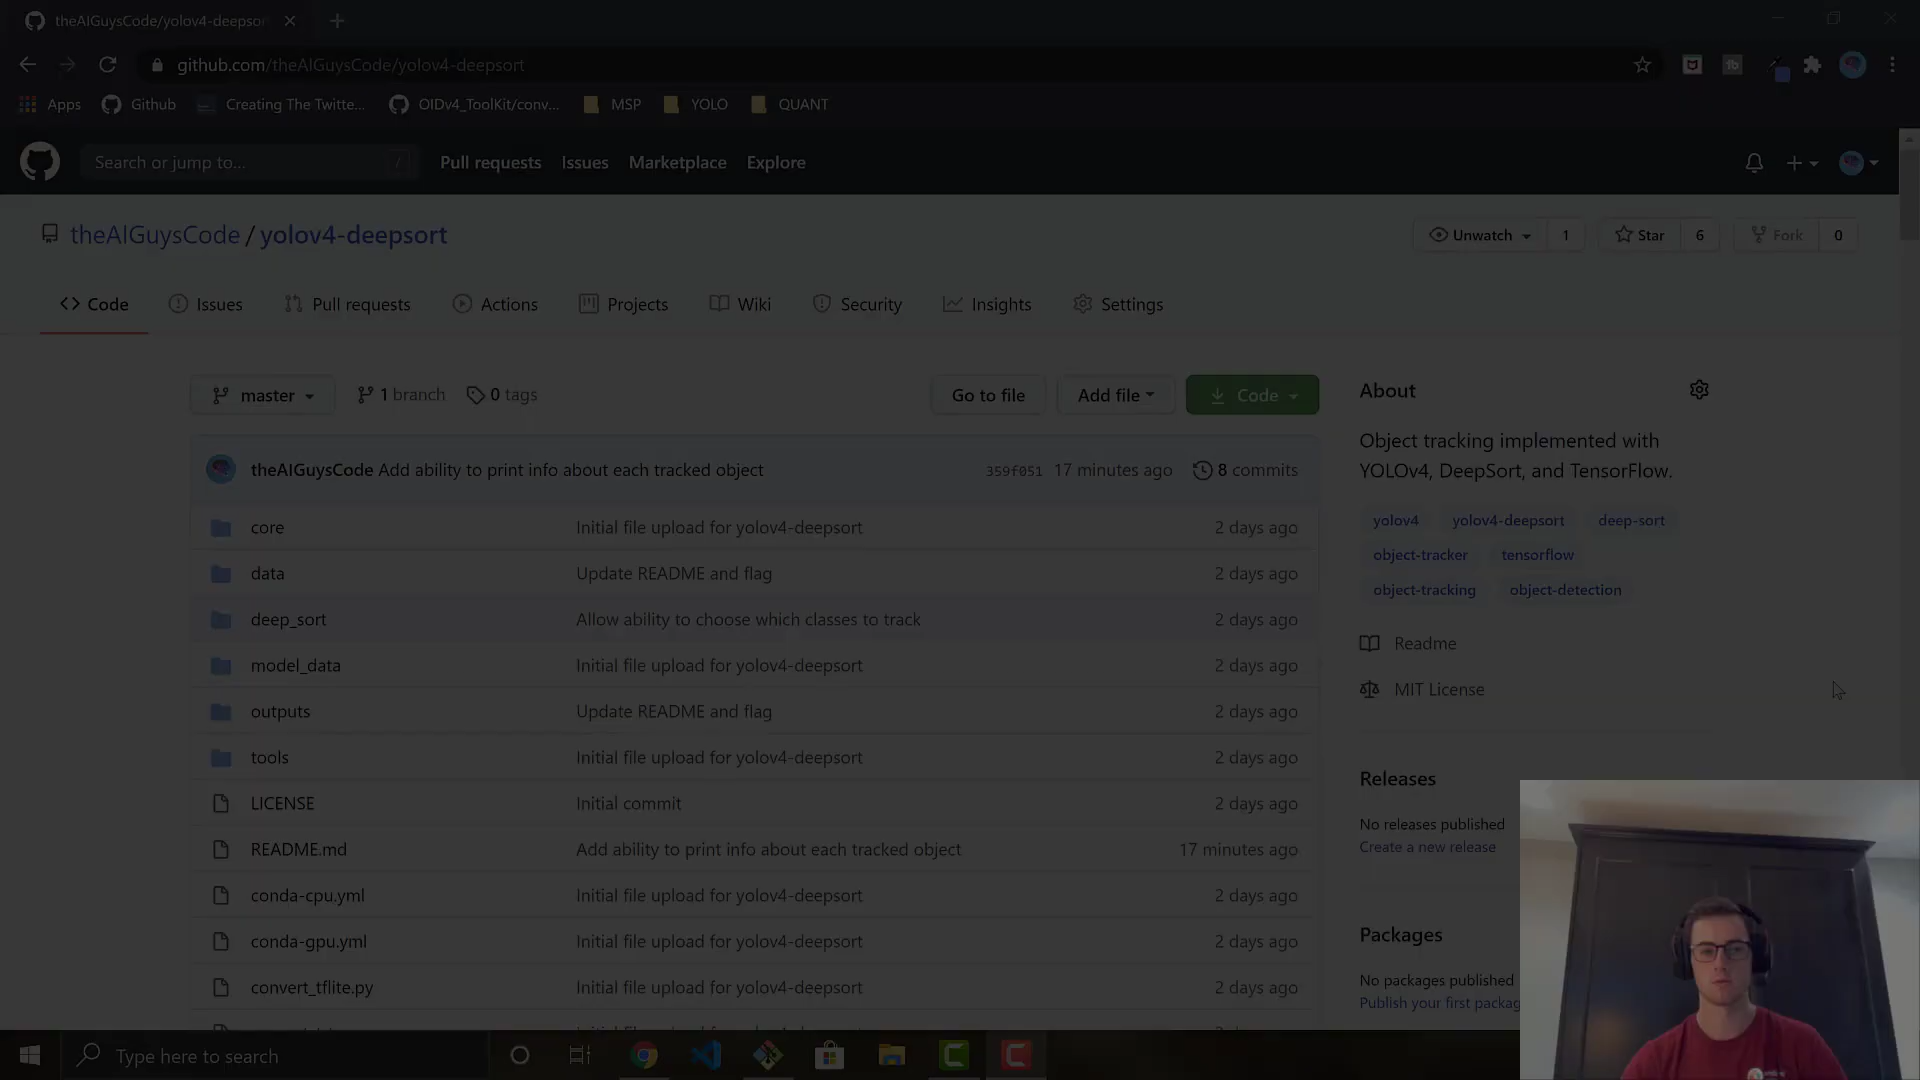 theAIGuysCode/yolov4-deepsor
github.com/theAIGuysCode/yolov4-deepsort
Apps
Github
Creating The Twitte...
OIDv4_ToolKit/conv...
MSP
YOLO
QUANT
Search or jump to...
/
Pull requests
Issues
Marketplace
Explore
theAIGuysCode / yolov4-deepsort
Unwatch
1
Star
6
Fork
0
Code
Issues
Pull requests
Actions
Projects
Wiki
Security
Insights
Settings
master
1 branch
0 tags
Go to file
Add file
Code
theAIGuysCode Add ability to print info about each tracked object
359f051
17 minutes ago
8 commits
core
Initial file upload for yolov4-deepsort
2 days ago
data
Update README and flag
2 days ago
deep_sort
Allow ability to choose which classes to track
2 days ago
model_data
Initial file upload for yolov4-deepsort
2 days ago
outputs
Update README and flag
2 days ago
tools
Initial file upload for yolov4-deepsort
2 days ago
LICENSE
Initial commit
2 days ago
README.md
Add ability to print info about each tracked object
17 minutes ago
conda-cpu.yml
Initial file upload for yolov4-deepsort
2 days ago
conda-gpu.yml
Initial file upload for yolov4-deepsort
2 days ago
convert_tflite.py
Initial file upload for yolov4-deepsort
2 days ago
About
Object tracking implemented with
YOLOv4, DeepSort, and TensorFlow.
yolov4
yolov4-deepsort
deep-sort
object-tracker
tensorflow
object-tracking
object-detection
Readme
MIT License
Releases
No releases published
Create a new release
Packages
No packages published
Publish your first packag
Type here to search